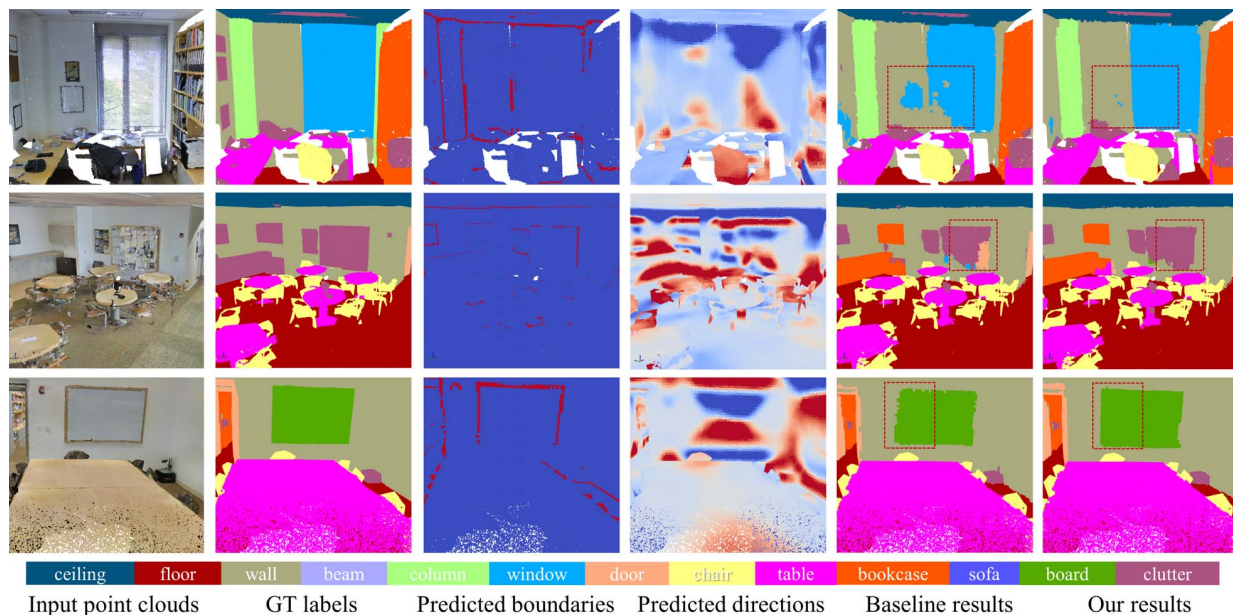 ceiling floor wall beam column window door chair table bookcase sofa board clutter
Input point clouds GT labels Predicted boundaries Predicted directions Baseline results Our results